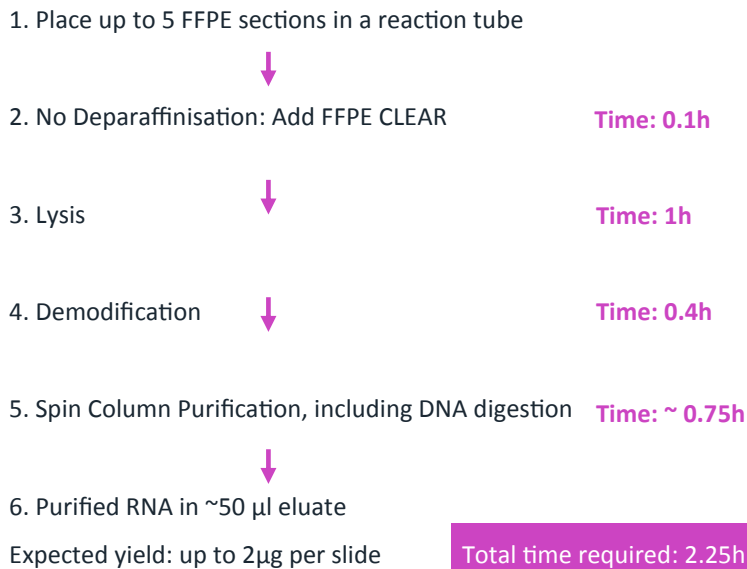 1. Place up to 5 FFPE sections in a reaction tube
2. No Deparaffinisation: Add FFPE CLEAR Time: 0.1h
3. Lysis Time: 1h
4. Demodification Time: 0.4h
5. Spin Column Purification, including DNA digestion Time: ~ 0.75h
6. Purified RNA in ~50 µl eluate
Expected yield: up to 2µg per slide Total time required: 2.25h